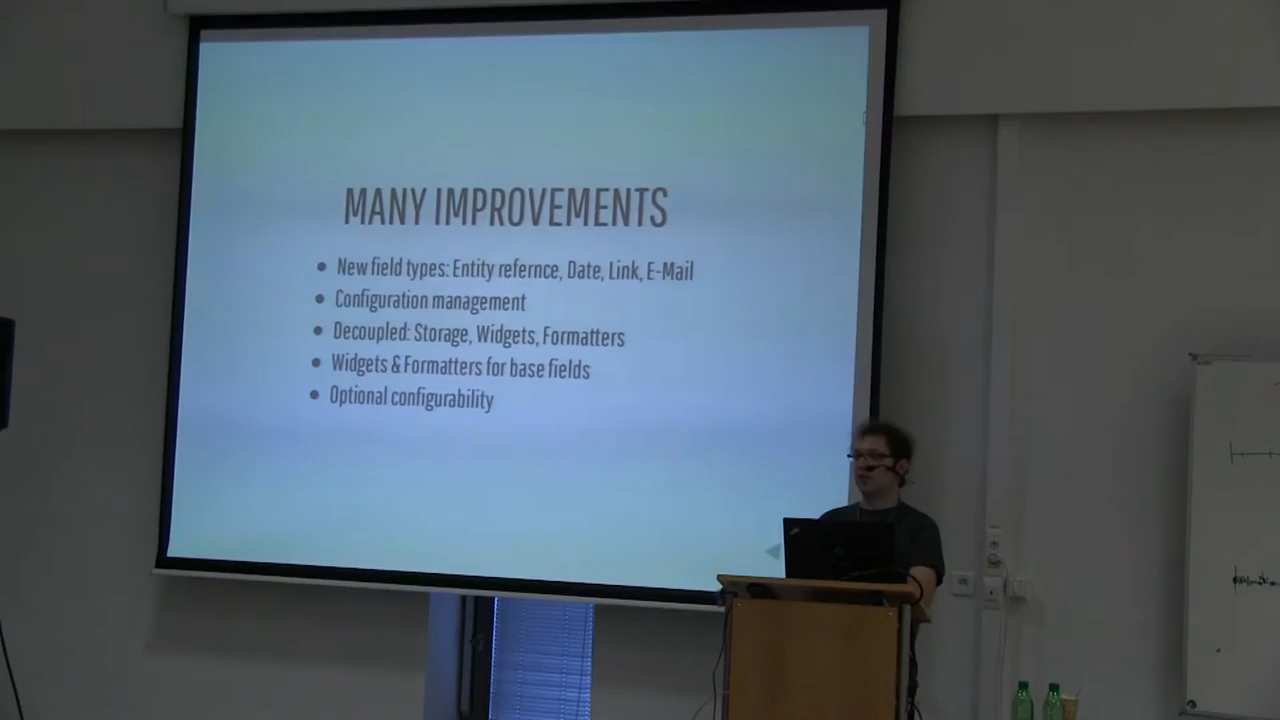 MANY IMPROVEMENTS
• New field types: Entity refernce, Date, Link, E-Mail
• Configuration management
• Decoupled: Storage, Widgets, Formatters
• Widgets & Formatters for base fields
• Optional configurability